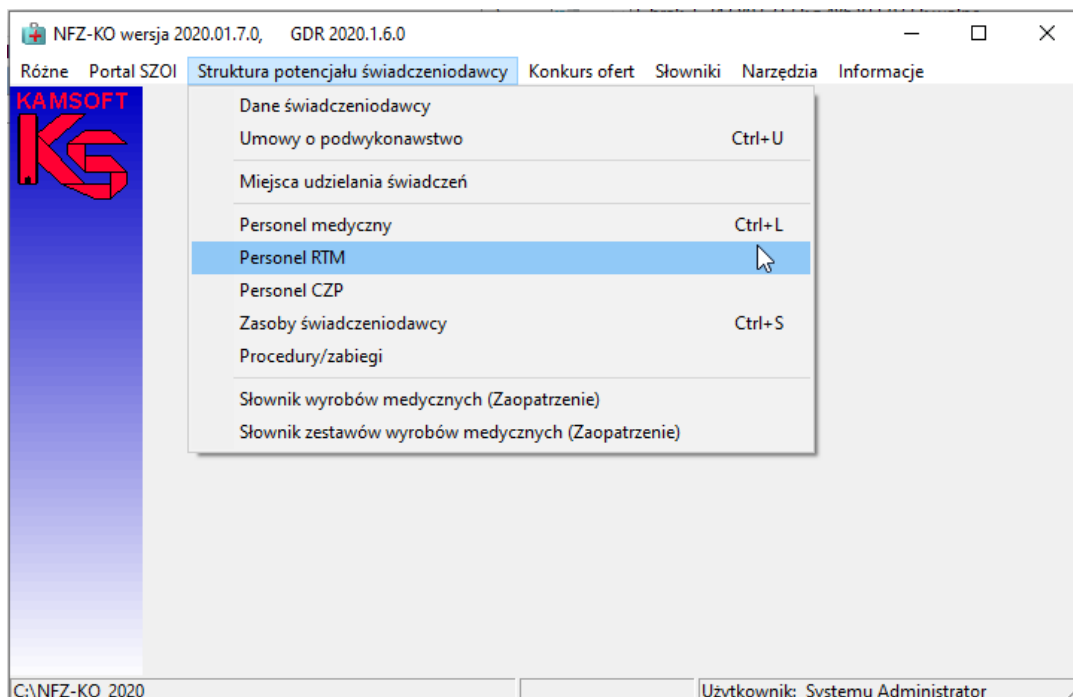 NFZ-KO wersja 2020.01.7.0, GDR 2020.1.6.0
Różne Portal SZOI Struktura potencjału świadczeniodawcy Konkurs ofert Słowniki Narzędzia Informacje
KAMSOFT
KS
Dane świadczeniodawcy
Umowy o podwykonawstwo Ctrl+U
Miejsca udzielania świadczeń
Personel medyczny Ctrl+L
Personel RTM
Personel CZP
Zasoby świadczeniodawcy Ctrl+S
Procedury/zabiegi
Słownik wyrobów medycznych (Zaopatrzenie)
Słownik zestawów wyrobów medycznych (Zaopatrzenie)
C:\NFZ-KO_2020 Użytkownik: Systemu Administrator